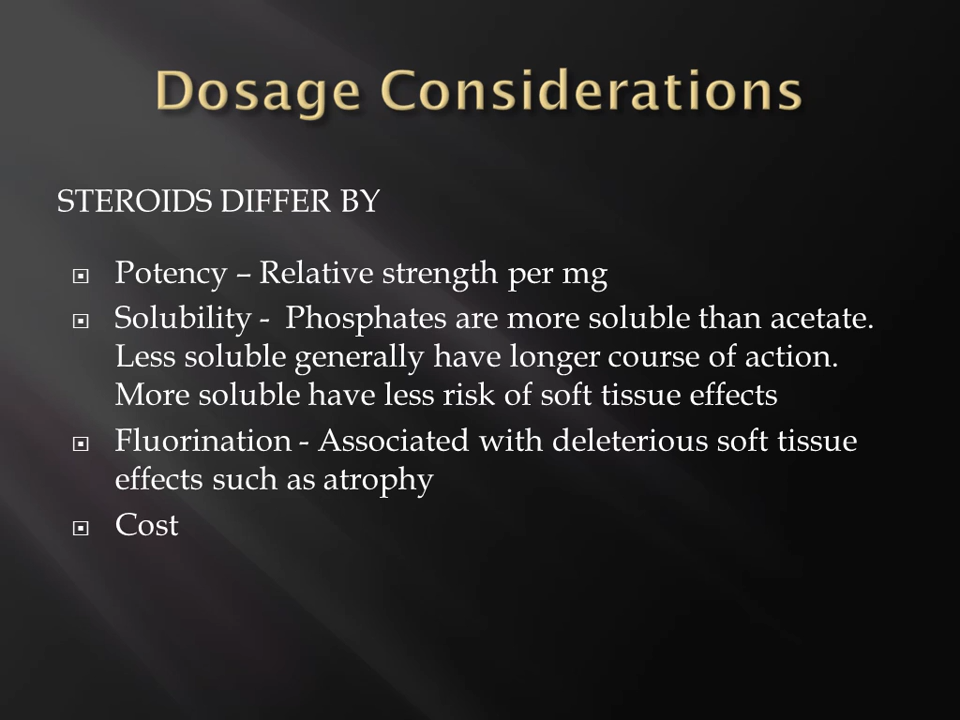 Dosage Considerations
STEROIDS DIFFER BY
Potency – Relative strength per mg
Solubility - Phosphates are more soluble than acetate.
Less soluble generally have longer course of action.
More soluble have less risk of soft tissue effects
Fluorination - Associated with deleterious soft tissue
effects such as atrophy
Cost